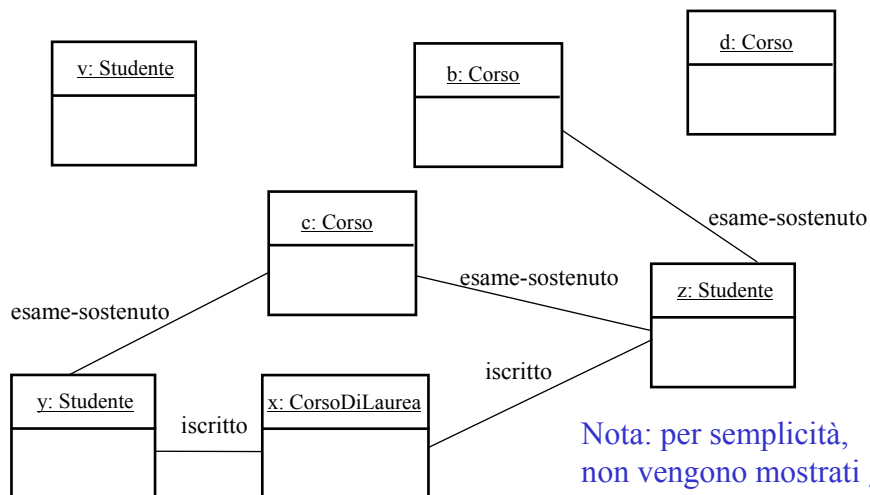 d: Corso
v: Studente
b: Corso
esame-sostenuto
c: Corso
esame-sostenuto
z: Studente
esame-sostenuto
iscritto
y: Studente
x: CorsoDiLaurea
iscritto
Nota: per semplicità,
non vengono mostrati